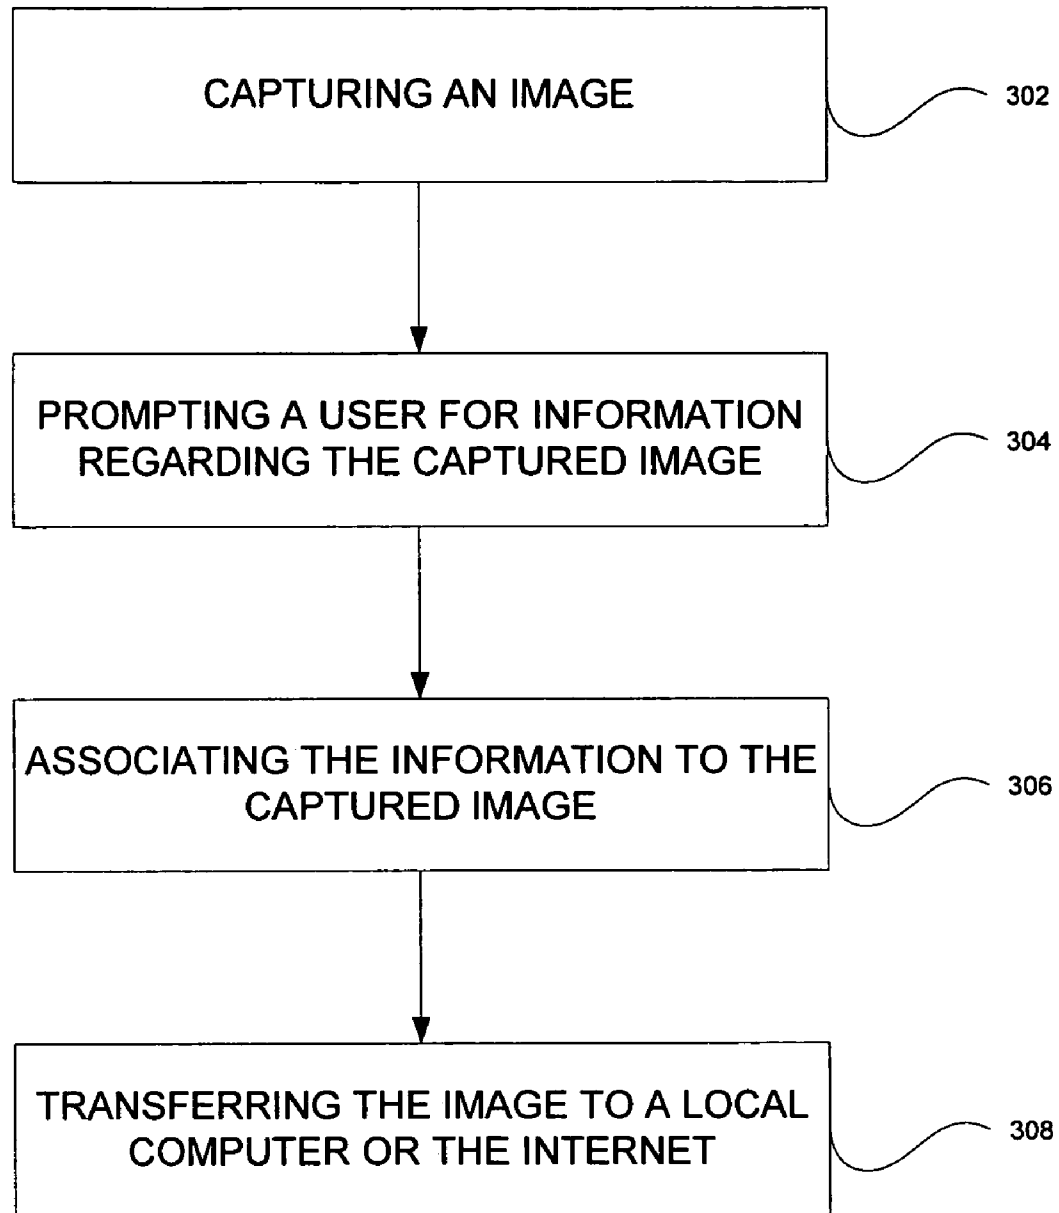 CAPTURING AN IMAGE
302
PROMPTING A USER FOR INFORMATION
REGARDING THE CAPTURED IMAGE
304
ASSOCIATING THE INFORMATION TO THE
CAPTURED IMAGE
306
TRANSFERRING THE IMAGE TO A LOCAL
COMPUTER OR THE INTERNET
308